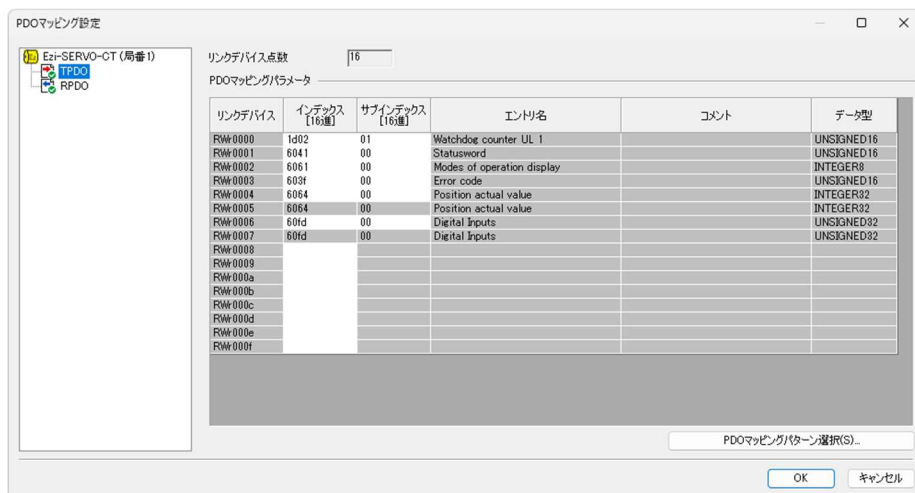 PDOマッピング設定
Ezi-SERVO-CT (局番1)
TPDO
RPDO
リンクデバイス点数 16
PDOマッピングパラメータ
リンクデバイス インデックス [16進] サブインデックス [16進] エントリ名 コメント データ型
RWr0000 1d02 01 Watchdog counter UL 1 UNSIGNED16
RWr0001 6041 00 Statusword UNSIGNED16
RWr0002 6061 00 Modes of operation display INTEGER8
RWr0003 603f 00 Error code UNSIGNED16
RWr0004 6064 00 Position actual value INTEGER32
RWr0005 6064 00 Position actual value INTEGER32
RWr0006 60fd 00 Digital Inputs UNSIGNED32
RWr0007 60fd 00 Digital Inputs UNSIGNED32
RWr0008
RWr0009
RWr000a
RWr000b
RWr000c
RWr000d
RWr000e
RWr000f
PDOマッピングパターン選択(S)...
OK キャンセル